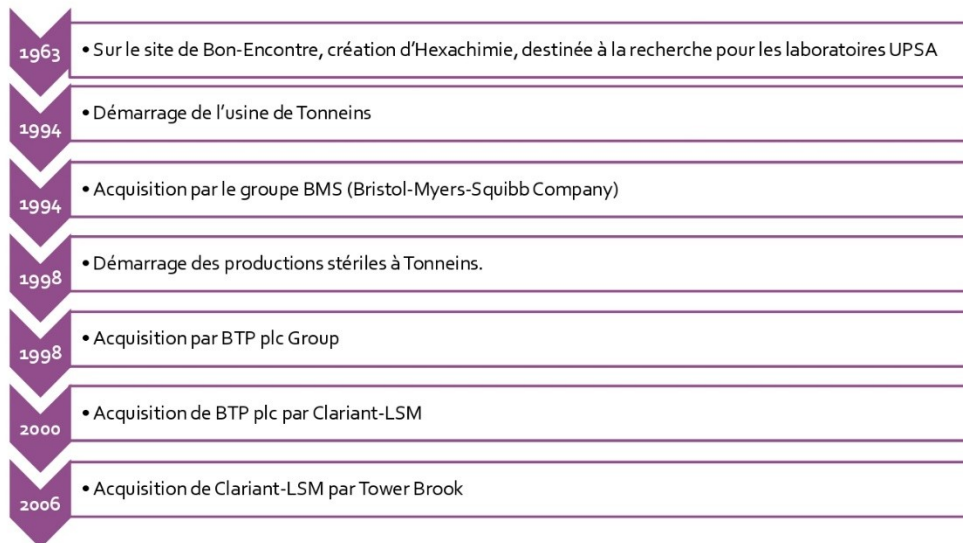 1963
• Sur le site de Bon-Encontre, création d'Hexachimie, destinée à la recherche pour les laboratoires UPSA
1994
• Démarrage de l'usine de Tonneins
1994
• Acquisition par le groupe BMS (Bristol-Myers-Squibb Company)
1998
• Démarrage des productions stériles à Tonneins.
1998
• Acquisition par BTP plc Group
2000
• Acquisition de BTP plc par Clariant-LSM
2006
• Acquisition de Clariant-LSM par Tower Brook